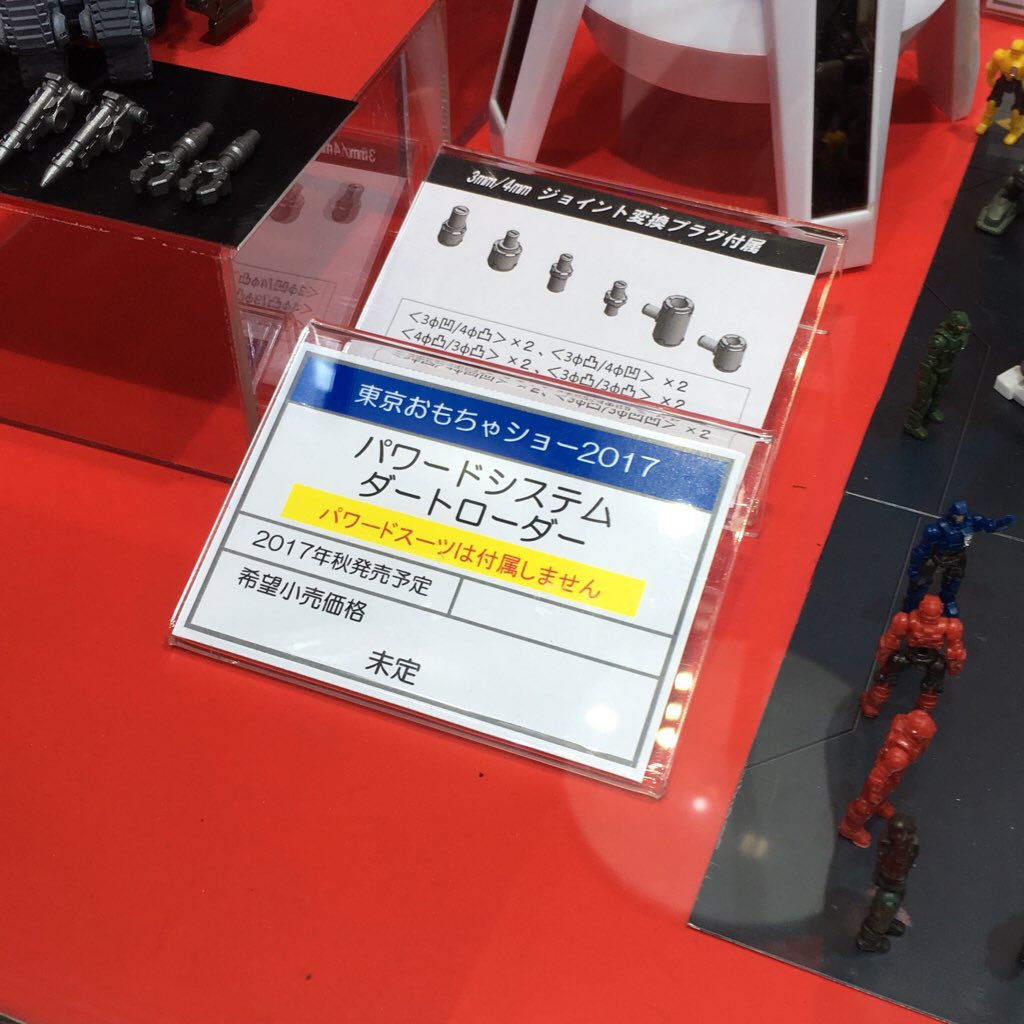 3mm/4mm ジョイント変換プラグ付属
＜3φ凹/4φ凸＞×2、＜3φ凸/4φ凹＞×2
＜4φ凸/3φ凸＞×2、＜3φ凸/3φ凸＞×2
×2
東京おもちゃショー2017
パワードシステム
ダートローダー
パワードスーツは付属しません
2017年秋発売予定
希望小売価格
未定